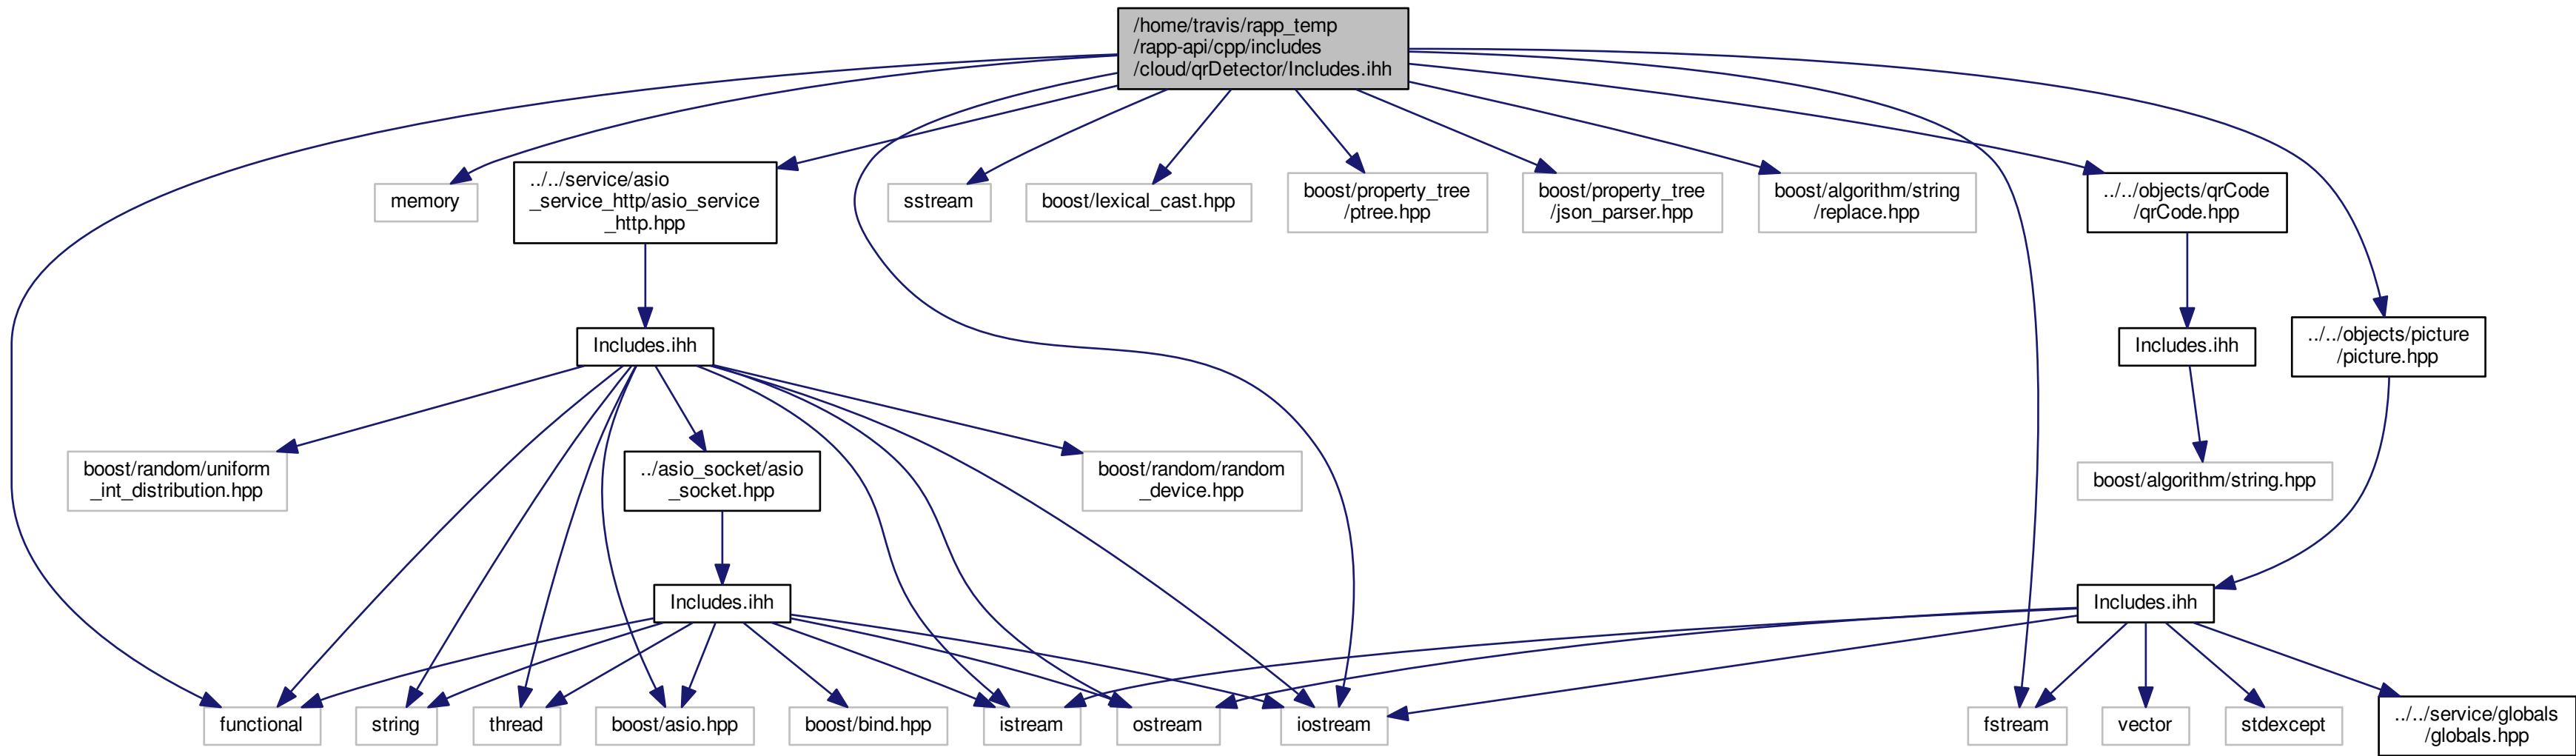 /home/travis/rapp_temp
/rapp-api/cpp/includes
/cloud/qrDetector/Includes.ihh
memory
../../service/asio
_service_http/asio_service
_http.hpp
sstream
boost/lexical_cast.hpp
boost/property_tree
/ptree.hpp
boost/property_tree
/json_parser.hpp
boost/algorithm/string
/replace.hpp
../../objects/qrCode
/qrCode.hpp
Includes.ihh
Includes.ihh
../../objects/picture
/picture.hpp
boost/random/uniform
_int_distribution.hpp
../asio_socket/asio
_socket.hpp
boost/random/random
_device.hpp
boost/algorithm/string.hpp
Includes.ihh
Includes.ihh
functional
string
thread
boost/asio.hpp
boost/bind.hpp
istream
ostream
iostream
fstream
vector
stdexcept
../../service/globals
/globals.hpp